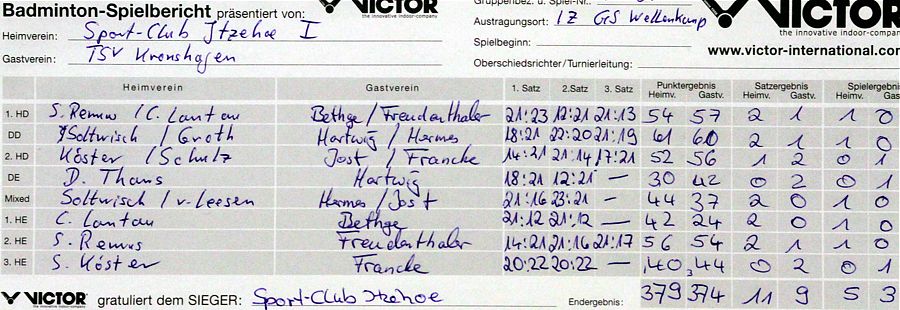 Badminton-Spielbericht präsentiert von: VICTOR the innovative indoor-company
Gruppenbez. u. Spiel-Nr.
VICTOR the innovative indoor-company
Heimverein: Sport-Club Itzehoe I
Austragungsort: IZ GS Wellenkamp
Gastverein: TSV Kronshagen
Spielbeginn:
www.victor-international.com
Oberschiedsrichter/Turnierleitung:
Heimverein Gastverein 1. Satz 2.Satz 3. Satz Punktergebnis Heimv. Gastv. Satzergebnis Heimv. Gastv. Spielergebnis Heimv. Gastv.
1. HD S. Remus / C. Lantau Bethge / Freudenthaler 21:23 12:21 21:13 54 57 2 1 1 0
DD Soltwisch / Groth Hartwig / Hermes 18:21 22:20 21:19 61 60 2 1 1 0
2. HD Köster / Schulz Jost / Francke 14:21 21:14 17:21 52 56 1 2 0 1
DE D. Thams Hartwig 18:21 12:21 — 30 42 0 2 0 1
Mixed Soltwisch / v. Leesen Hermes / Jost 21:16 23:21 — 44 37 2 0 1 0
1. HE C. Lantau Bethge 21:12 21:12 — 42 24 2 0 1 0
2. HE S. Remus Freudenthaler 14:21 21:16 21:17 56 54 2 1 1 0
3. HE S. Köster Francke 20:22 20:22 — 40 44 0 2 0 1
VICTOR the innovative indoor-company gratuliert dem SIEGER: Sport-Club Itzehoe Endergebnis: 379 374 11 9 5 3